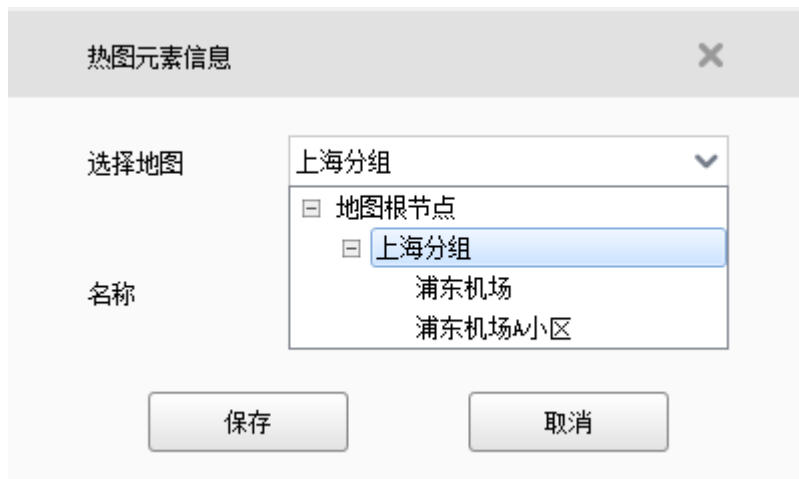 热图元素信息
选择地图
上海分组
地图根节点
上海分组
浦东机场
浦东机场A小区
名称
保存
取消